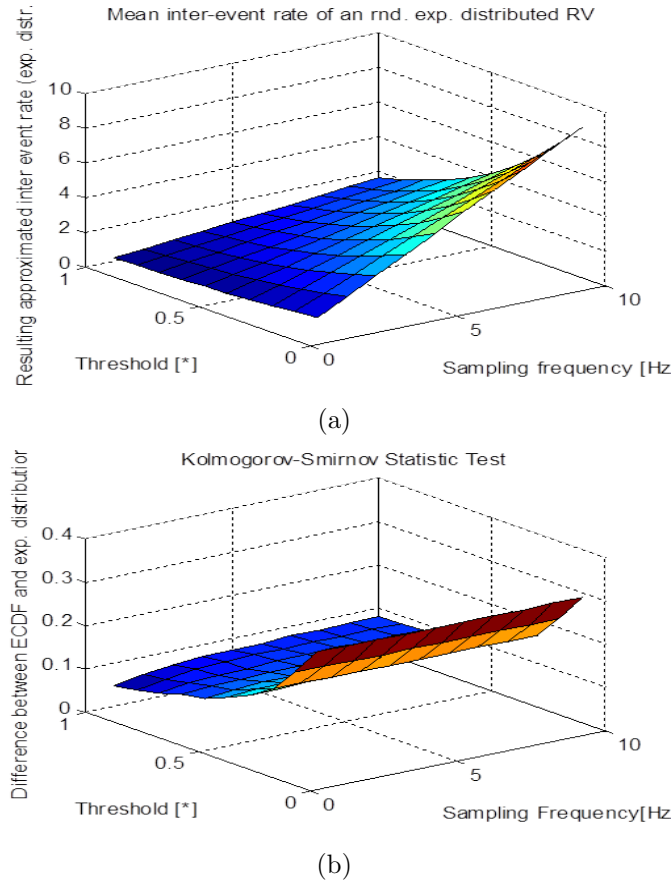 Mean inter-event rate of an rnd. exp. distributed RV
Resulting approximated inter event rate (exp. distr.
10
8
6
4
2
0
1
0.5
0
0
5
10
Threshold [*]
Sampling frequency [Hz
(a)
Kolmogorov-Smirnov Statistic Test
Difference between ECDF and exp. distribution
0.4
0.3
0.2
0.1
0
1
0.5
0
0
5
10
Threshold [*]
Sampling Frequency[Hz
(b)